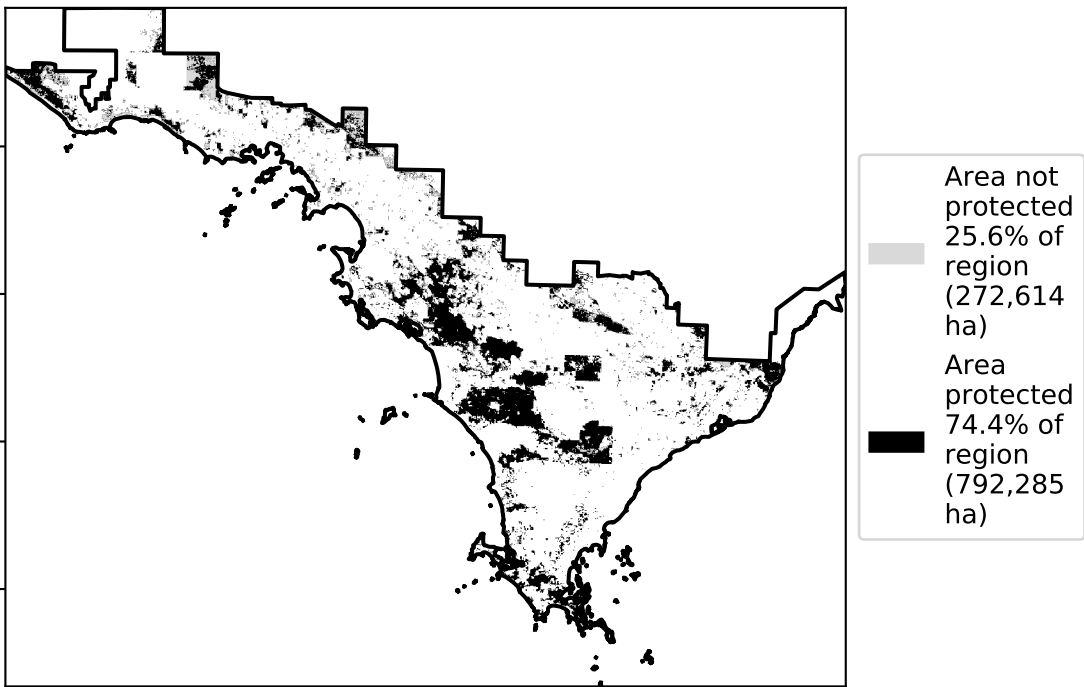 Area not
protected
25.6% of
region
(272,614
ha)
Area
protected
74.4% of
region
(792,285
ha)